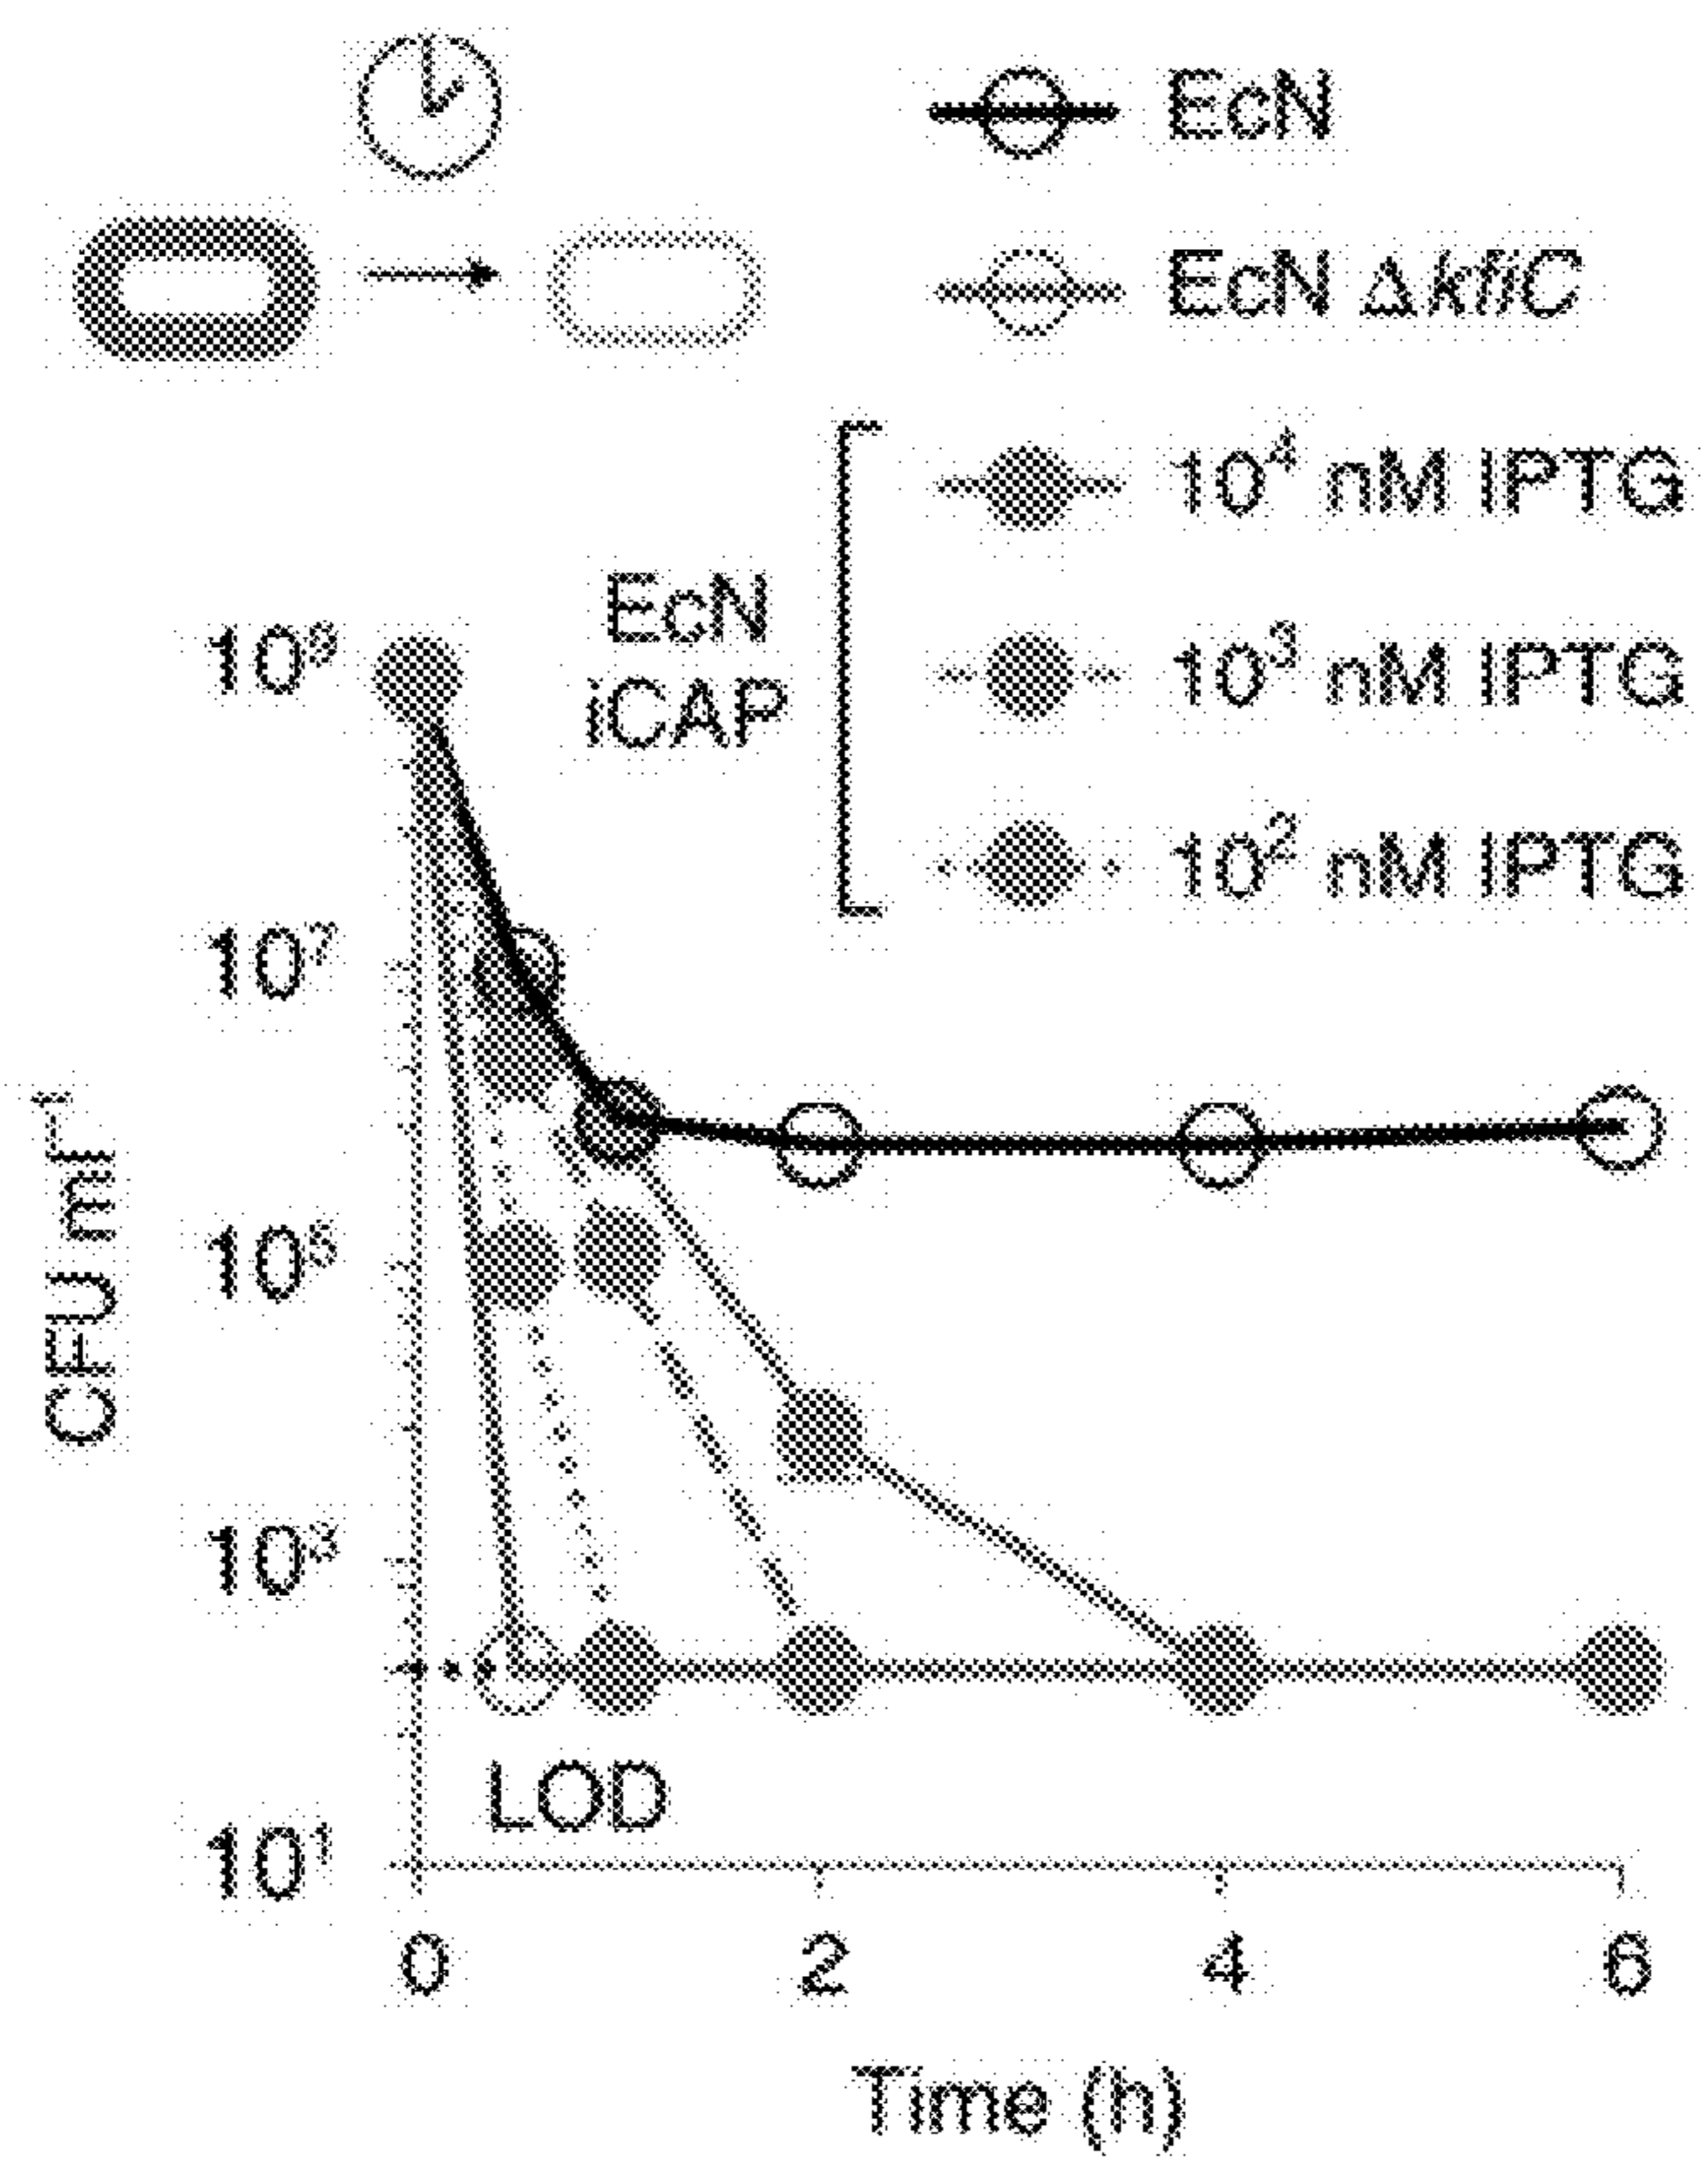 EcN
EcN ΔkfiC
10⁴ nM IPTG
10³ nM IPTG
10² nM IPTG
EcN
iCAP
10⁹
10⁷
10⁵
10³
10¹
CFU ml⁻¹
LOD
0 2 4 6
Time (h)